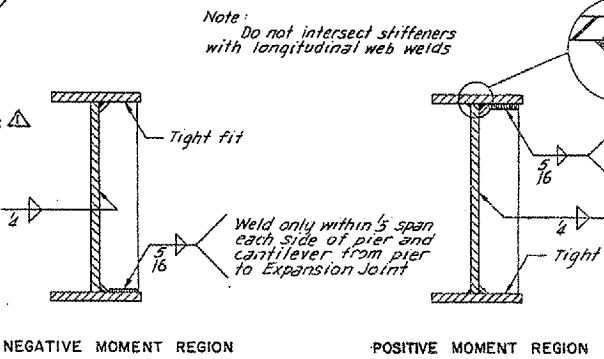 Note:
Do not intersect stiffeners
with longitudinal web welds
1
Tight fit
1/4
5/16
Weld only within 1/5 span
each side of pier and
cantilever from pier
to Expansion Joint
NEGATIVE MOMENT REGION
5/16
1/4
Tight
POSITIVE MOMENT REGION